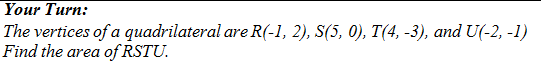 Your Turn:
The vertices of a quadrilateral are R(-1, 2), S(5, 0), T(4, -3), and U(-2, -1)
Find the area of RSTU.